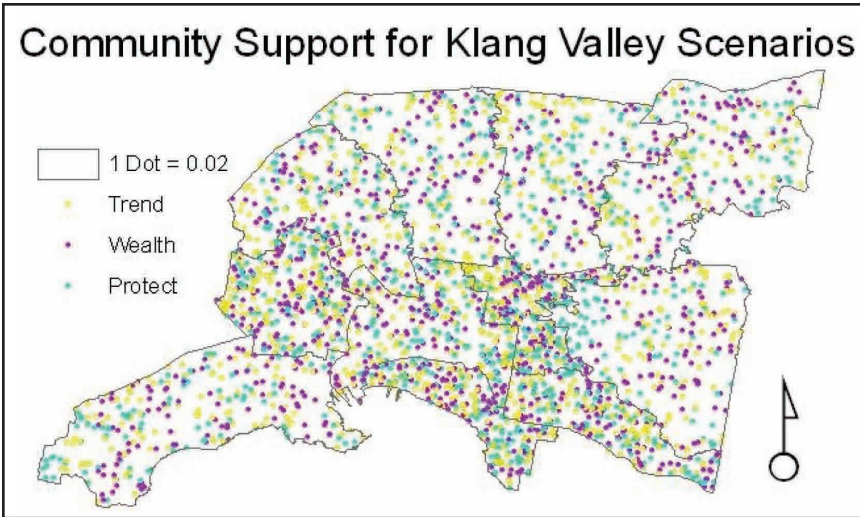 Community Support for Klang Valley Scenarios
1 Dot = 0.02
Trend
Wealth
Protect